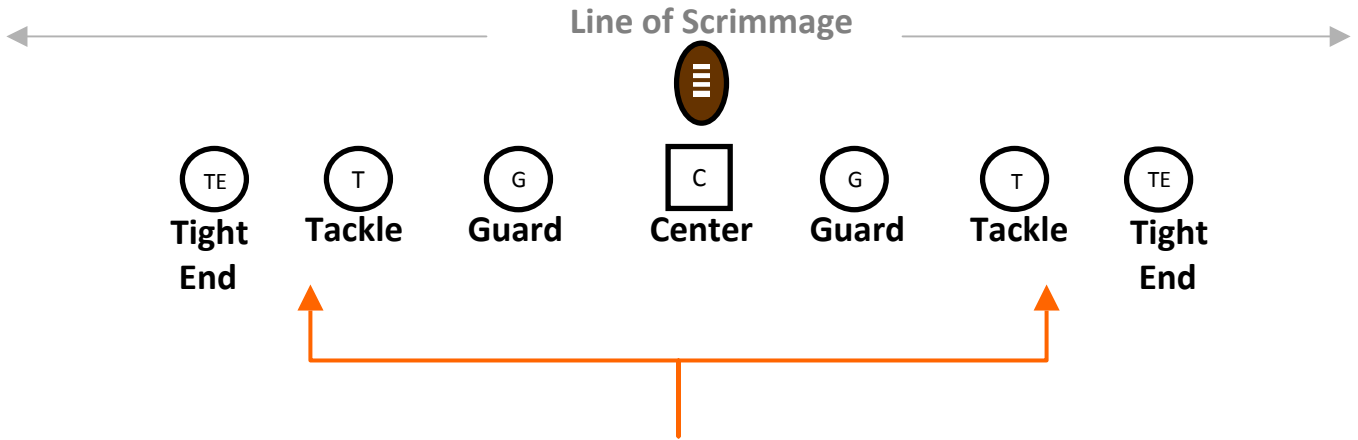 Line of Scrimmage
TE T G C G T TE
Tight Tackle Guard Center Guard Tackle Tight
End End